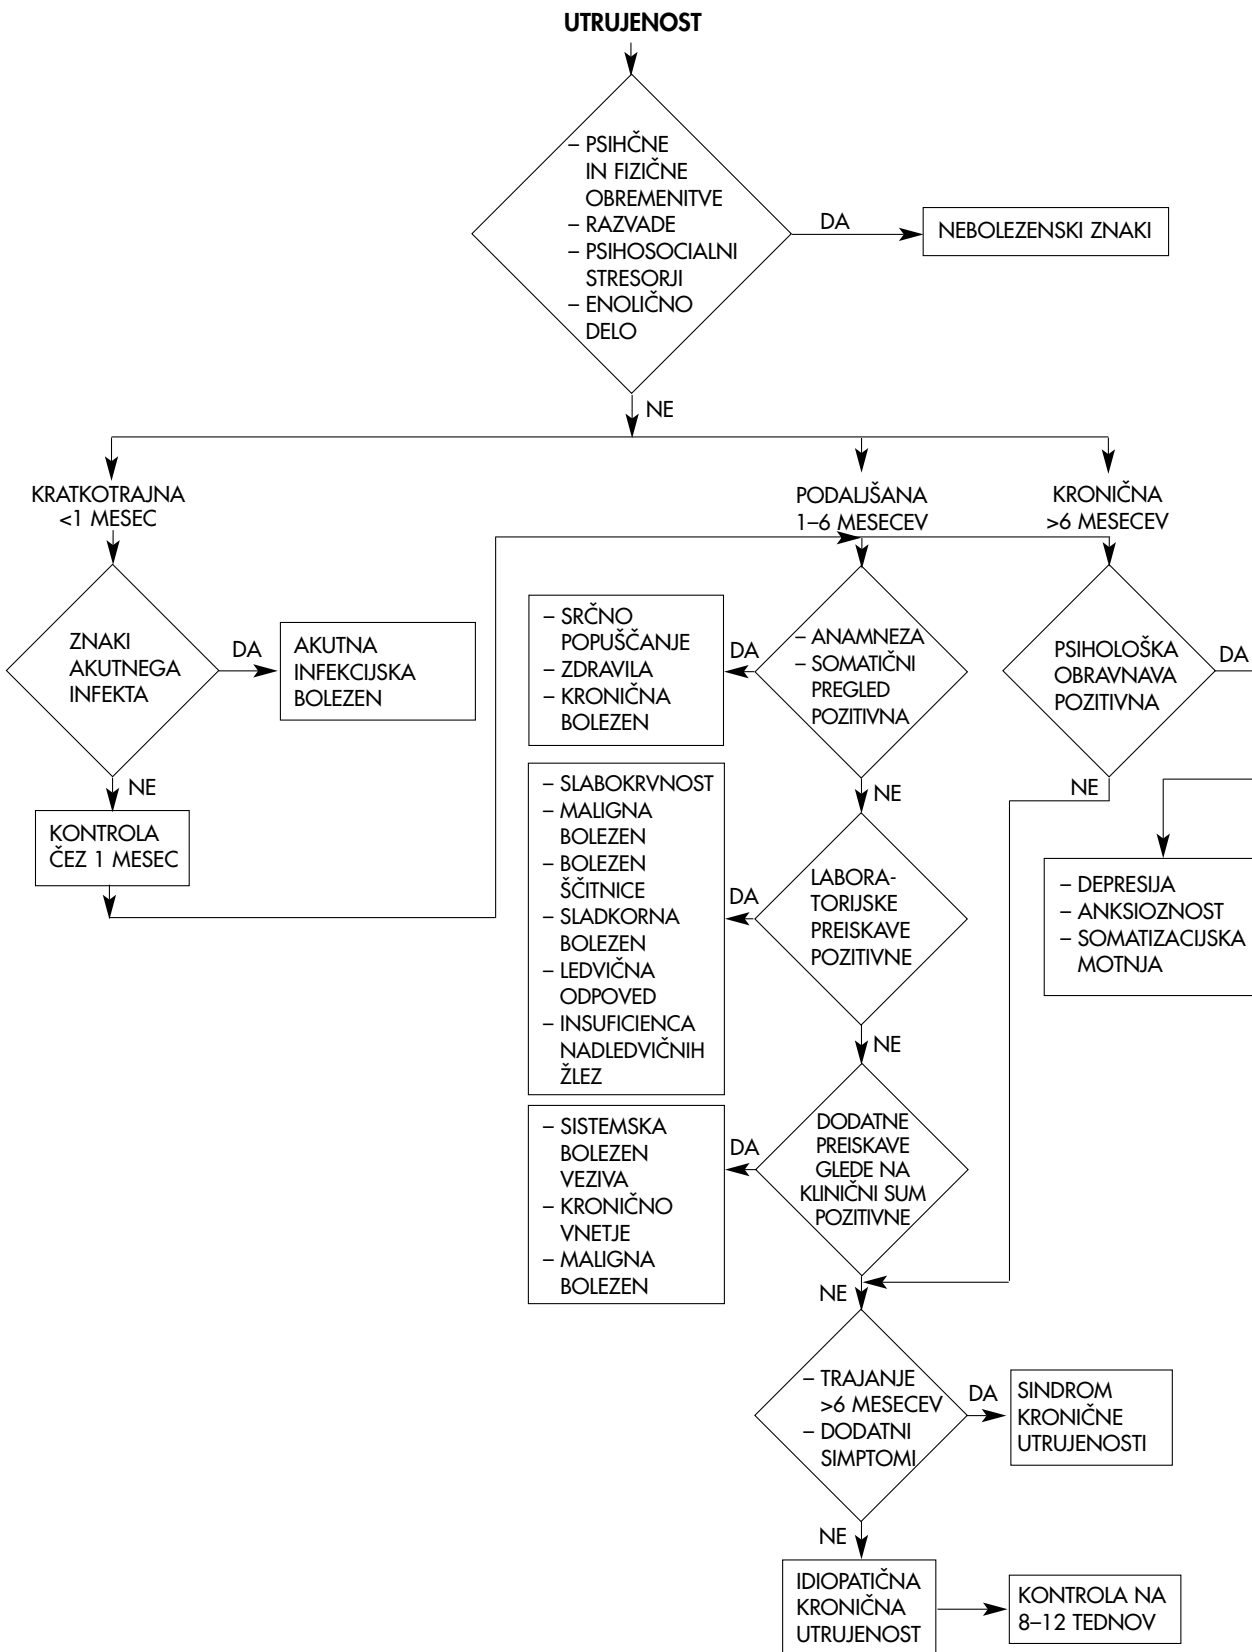 UTRUJENOST
– PSIHČNE
IN FIZIČNE
OBREMENITVE
– RAZVADE
– PSIHOSOCIALNI
STRESORJI
– ENOLIČNO
DELO
DA
NEBOLEZENSKI ZNAKI
NE
KRATKOTRAJNA
<1 MESEC
PODALJŠANA
1–6 MESECEV
KRONIČNA
>6 MESECEV
ZNAKI
AKUTNEGA
INFEKTA
DA
AKUTNA
INFEKCIJSKA
BOLEZEN
NE
KONTROLA
ČEZ 1 MESEC
– ANAMNEZA
– SOMATIČNI
PREGLED
POZITIVNA
DA
– SRČNO
POPUŠČANJE
– ZDRAVILA
– KRONIČNA
BOLEZEN
NE
PSIHOLOŠKA
OBRAVNAVA
POZITIVNA
DA
NE
– DEPRESIJA
– ANKSIOZNOST
– SOMATIZACIJSKA
MOTNJA
LABORA-
TORIJSKE
PREISKAVE
POZITIVNE
DA
– SLABOKRVNOST
– MALIGNA
BOLEZEN
– BOLEZEN
ŠČITNICE
– SLADKORNA
BOLEZEN
– LEDVIČNA
ODPOVED
– INSUFICIENCA
NADLEDVIČNIH
ŽLEZ
NE
DODATNE
PREISKAVE
GLEDE NA
KLINIČNI SUM
POZITIVNE
DA
– SISTEMSKA
BOLEZEN
VEZIVA
– KRONIČNO
VNETJE
– MALIGNA
BOLEZEN
NE
– TRAJANJE
>6 MESECEV
– DODATNI
SIMPTOMI
DA
SINDROM
KRONIČNE
UTRUJENOSTI
NE
IDIOPATIČNA
KRONIČNA
UTRUJENOST
KONTROLA NA
8–12 TEDNOV